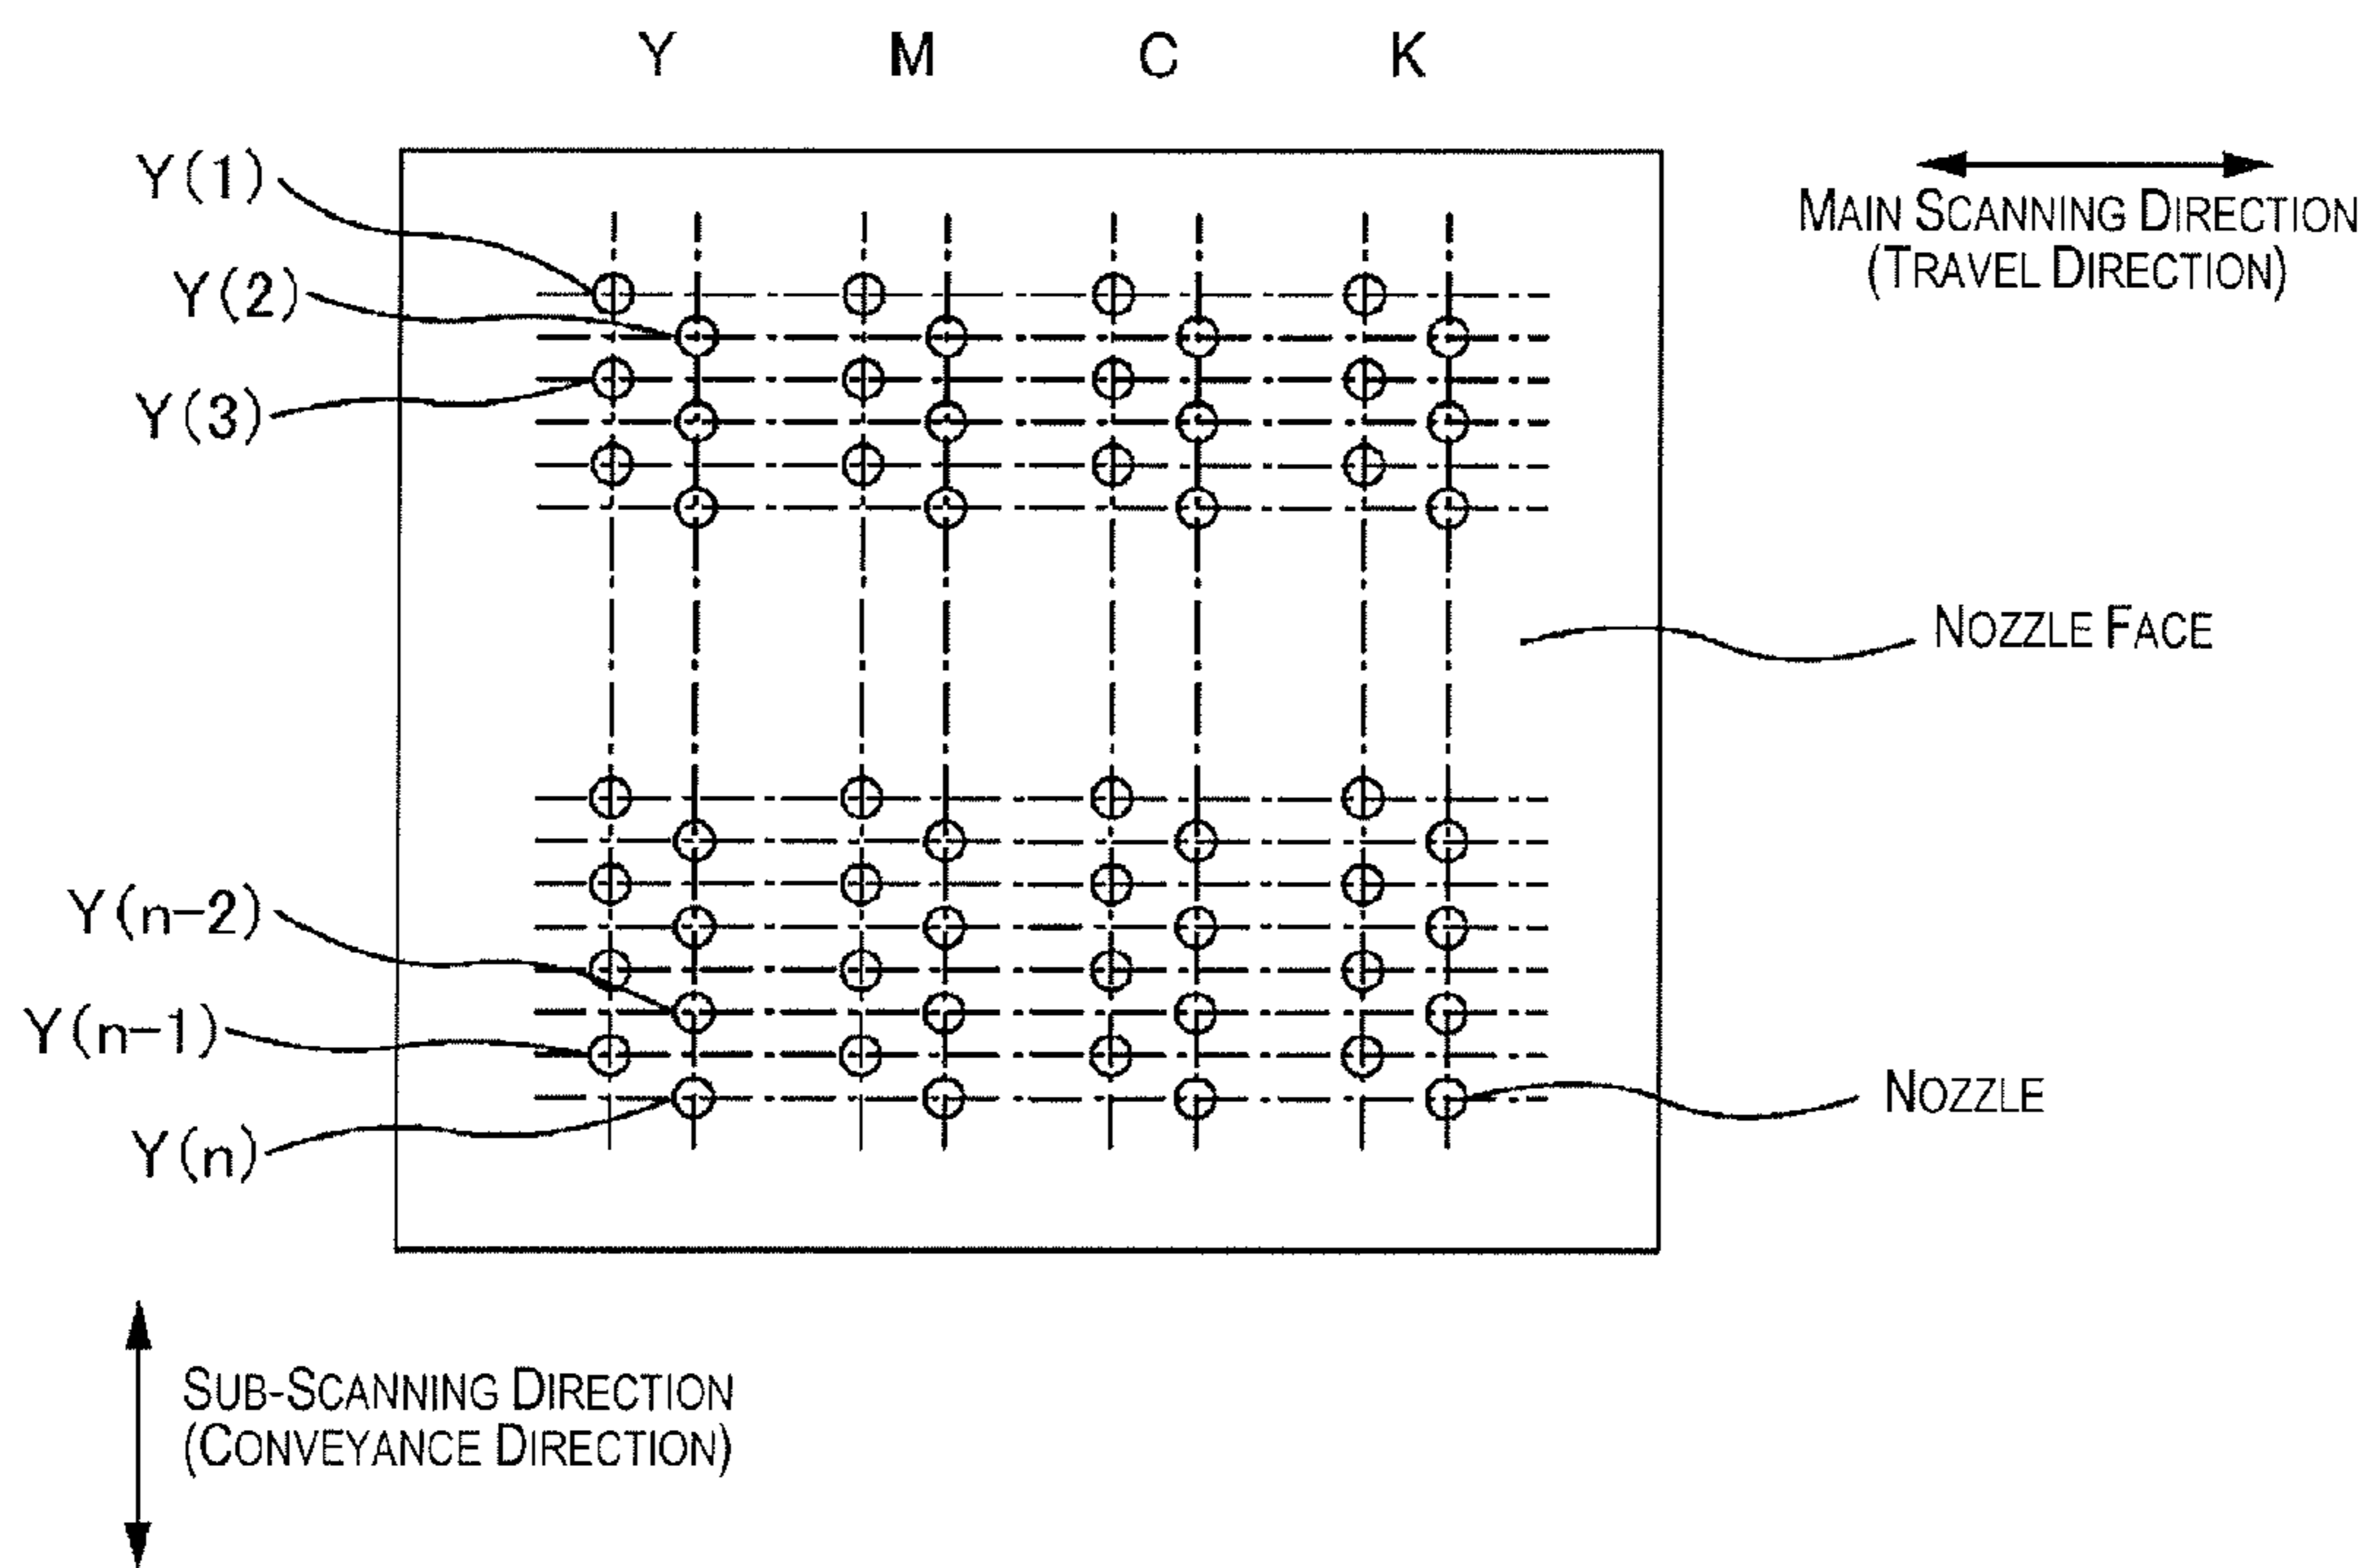 Y M C K
Y(1)
Y(2)
Y(3)
MAIN SCANNING DIRECTION
(TRAVEL DIRECTION)
NOZZLE FACE
Y(n-2)
Y(n-1)
Y(n)
NOZZLE
SUB-SCANNING DIRECTION
(CONVEYANCE DIRECTION)